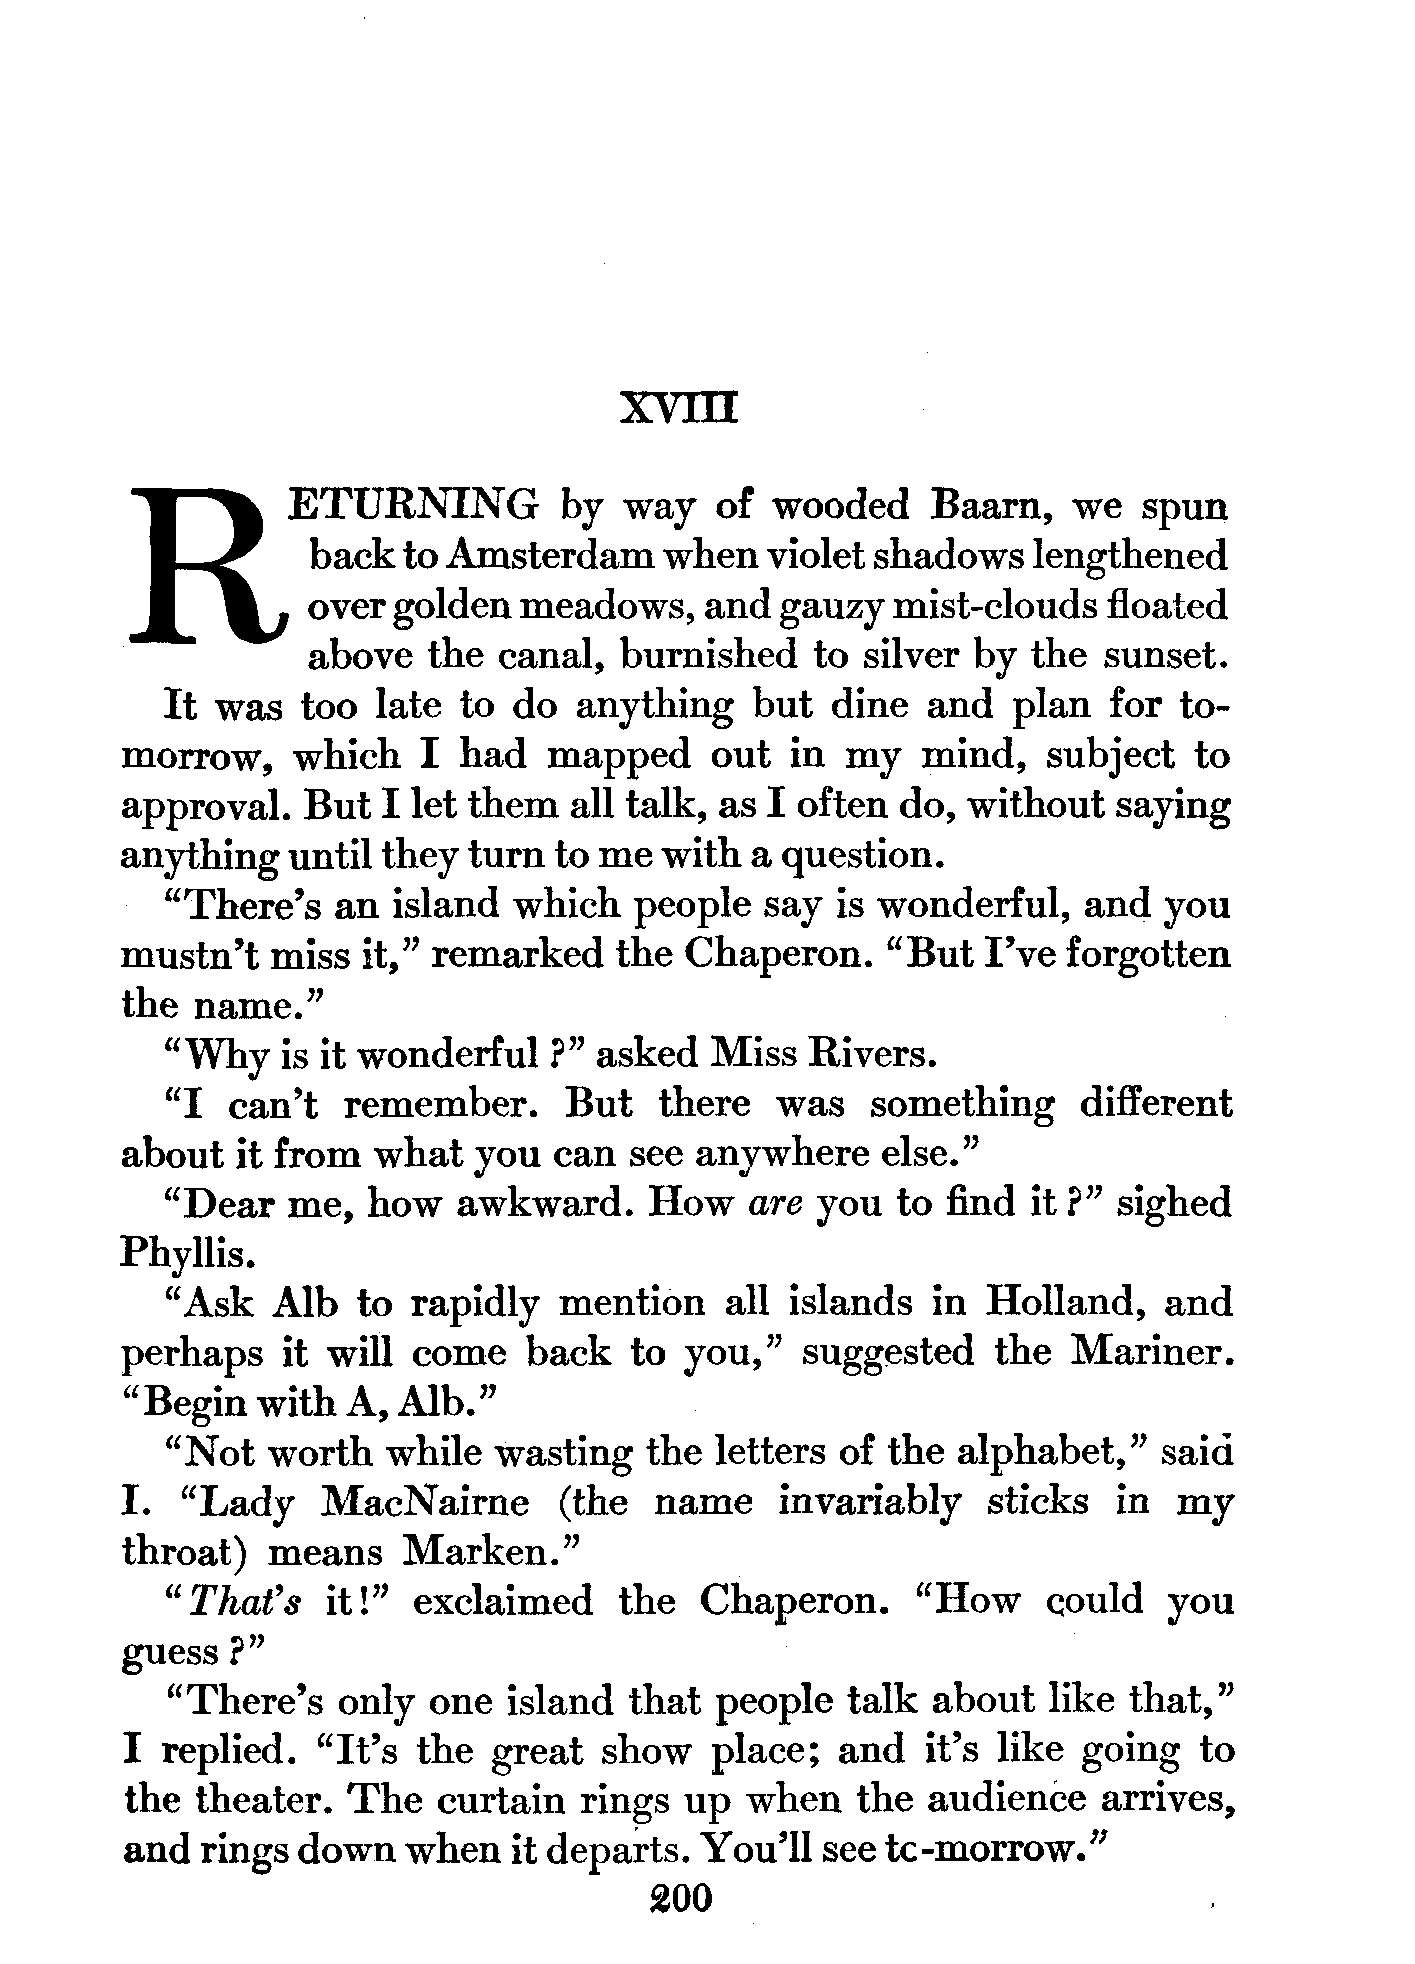 XVIII
RETURNING by way of wooded Baarn, we spun
back to Amsterdam when violet shadows lengthened
over golden meadows, and gauzy mist-clouds floated
above the canal, burnished to silver by the sunset.
It was too late to do anything but dine and plan for to-
morrow, which I had mapped out in my mind, subject to
approval. But I let them all talk, as I often do, without saying
anything until they turn to me with a question.
"There's an island which people say is wonderful, and you
mustn't miss it," remarked the Chaperon. "But I've forgotten
the name."
"Why is it wonderful?" asked Miss Rivers.
"I can't remember. But there was something different
about it from what you can see anywhere else."
"Dear me, how awkward. How are you to find it?" sighed
Phyllis.
"Ask Alb to rapidly mention all islands in Holland, and
perhaps it will come back to you," suggested the Mariner.
"Begin with A, Alb."
"Not worth while wasting the letters of the alphabet," said
I. "Lady MacNairne (the name invariably sticks in my
throat) means Marken."
"That's it!" exclaimed the Chaperon. "How could you
guess?"
"There's only one island that people talk about like that,"
I replied. "It's the great show place; and it's like going to
the theater. The curtain rings up when the audience arrives,
and rings down when it departs. You'll see tc-morrow."
200